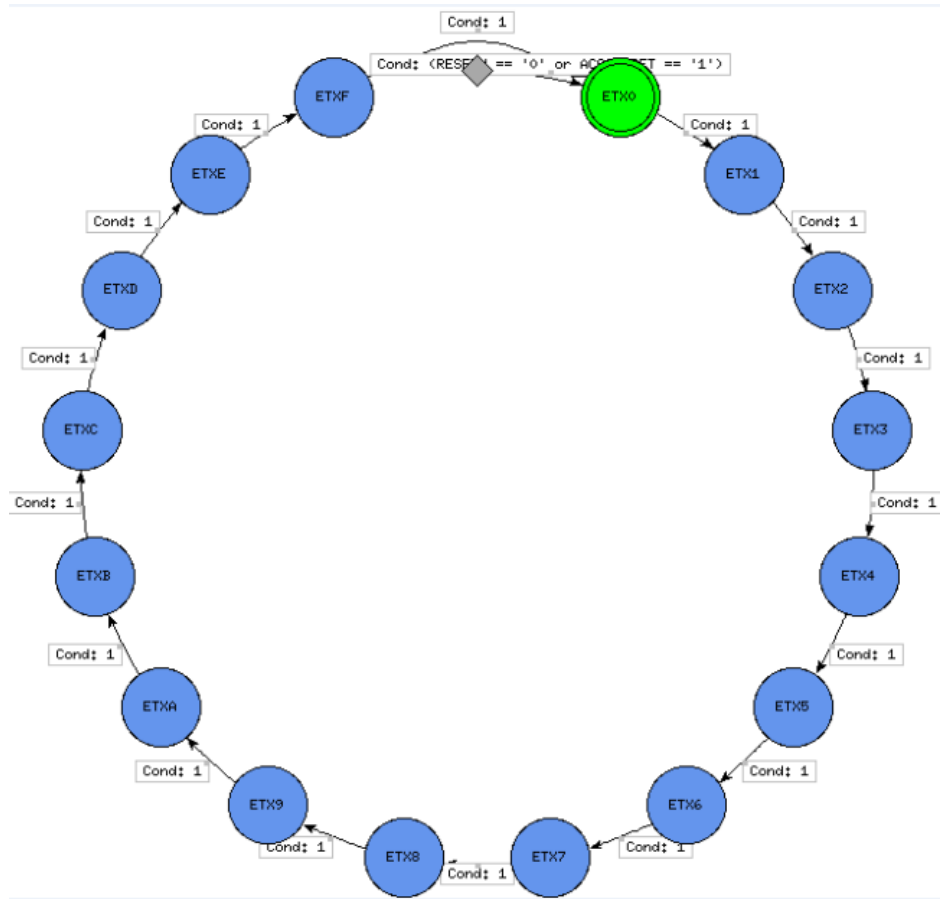 Cond: 1
Cond: (RESE == '0' or AC ET == '1')
ETXF
ETX0
Cond: 1
Cond: 1
ETXE
ETX1
Cond: 1
Cond: 1
ETXD
ETX2
Cond: 1
Cond: 1
ETXC
ETX3
Cond: 1
Cond: 1
ETXB
ETX4
Cond: 1
Cond: 1
ETXA
ETX5
Cond: 1
Cond: 1
ETX9
ETX6
Cond: 1
Cond: 1
ETX8
ETX7
Cond: 1